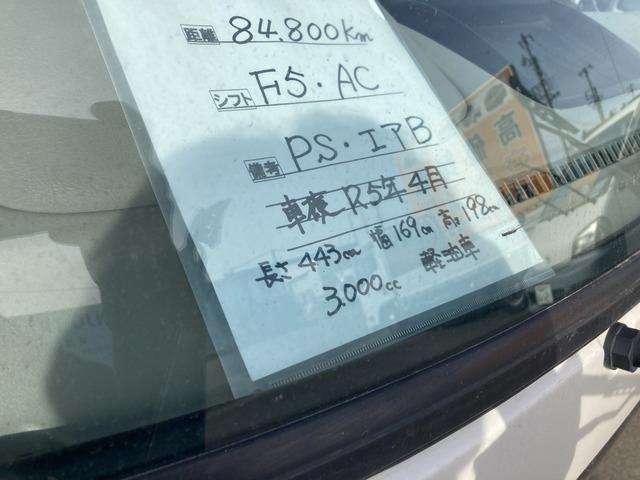 距離 84.800Km
シフト F5・AC
備考 PS・エアB
車検 R5年4月
長さ443cm 幅169cm 高さ198cm
3.000cc 軽油車